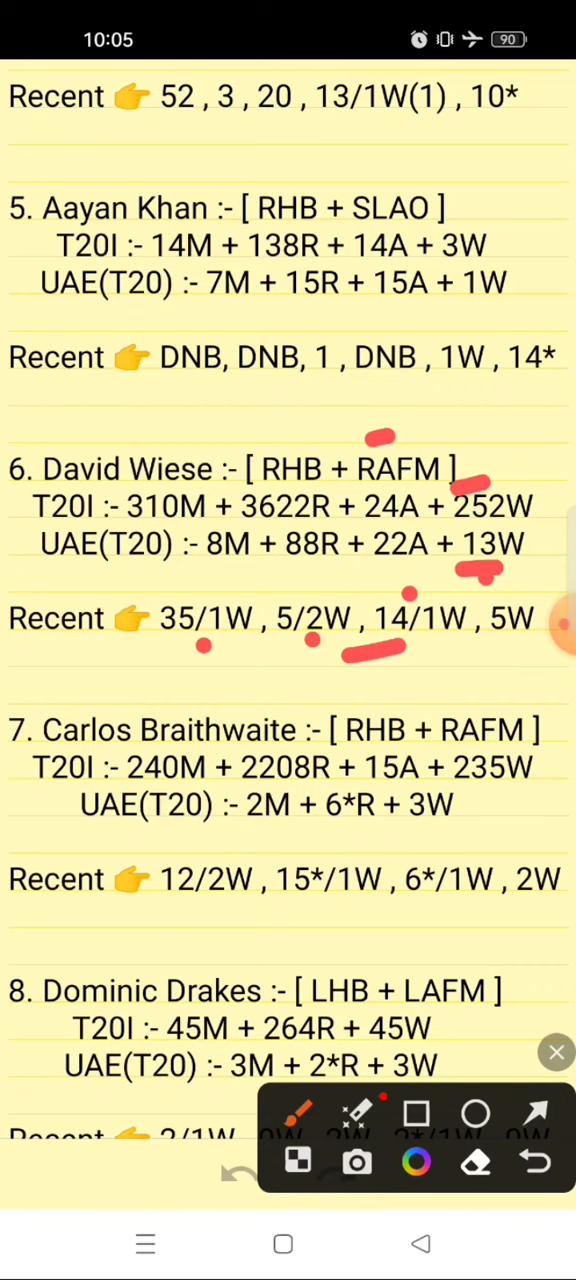 10:05
90
Recent 👉 52 , 3 , 20 , 13/1W(1) , 10*
5. Aayan Khan :- [ RHB + SLAO ]
T20I :- 14M + 138R + 14A + 3W
UAE(T20) :- 7M + 15R + 15A + 1W
Recent 👉 DNB, DNB, 1 , DNB , 1W , 14*
6. David Wiese :- [ RHB + RAFM ]
T20I :- 310M + 3622R + 24A + 252W
UAE(T20) :- 8M + 88R + 22A + 13W
Recent 👉 35/1W , 5/2W , 14/1W , 5W
7. Carlos Braithwaite :- [ RHB + RAFM ]
T20I :- 240M + 2208R + 15A + 235W
UAE(T20) :- 2M + 6*R + 3W
Recent 👉 12/2W , 15*/1W , 6*/1W , 2W
8. Dominic Drakes :- [ LHB + LAFM ]
T20I :- 45M + 264R + 45W
UAE(T20) :- 3M + 2*R + 3W
Recent 👉 2/1W